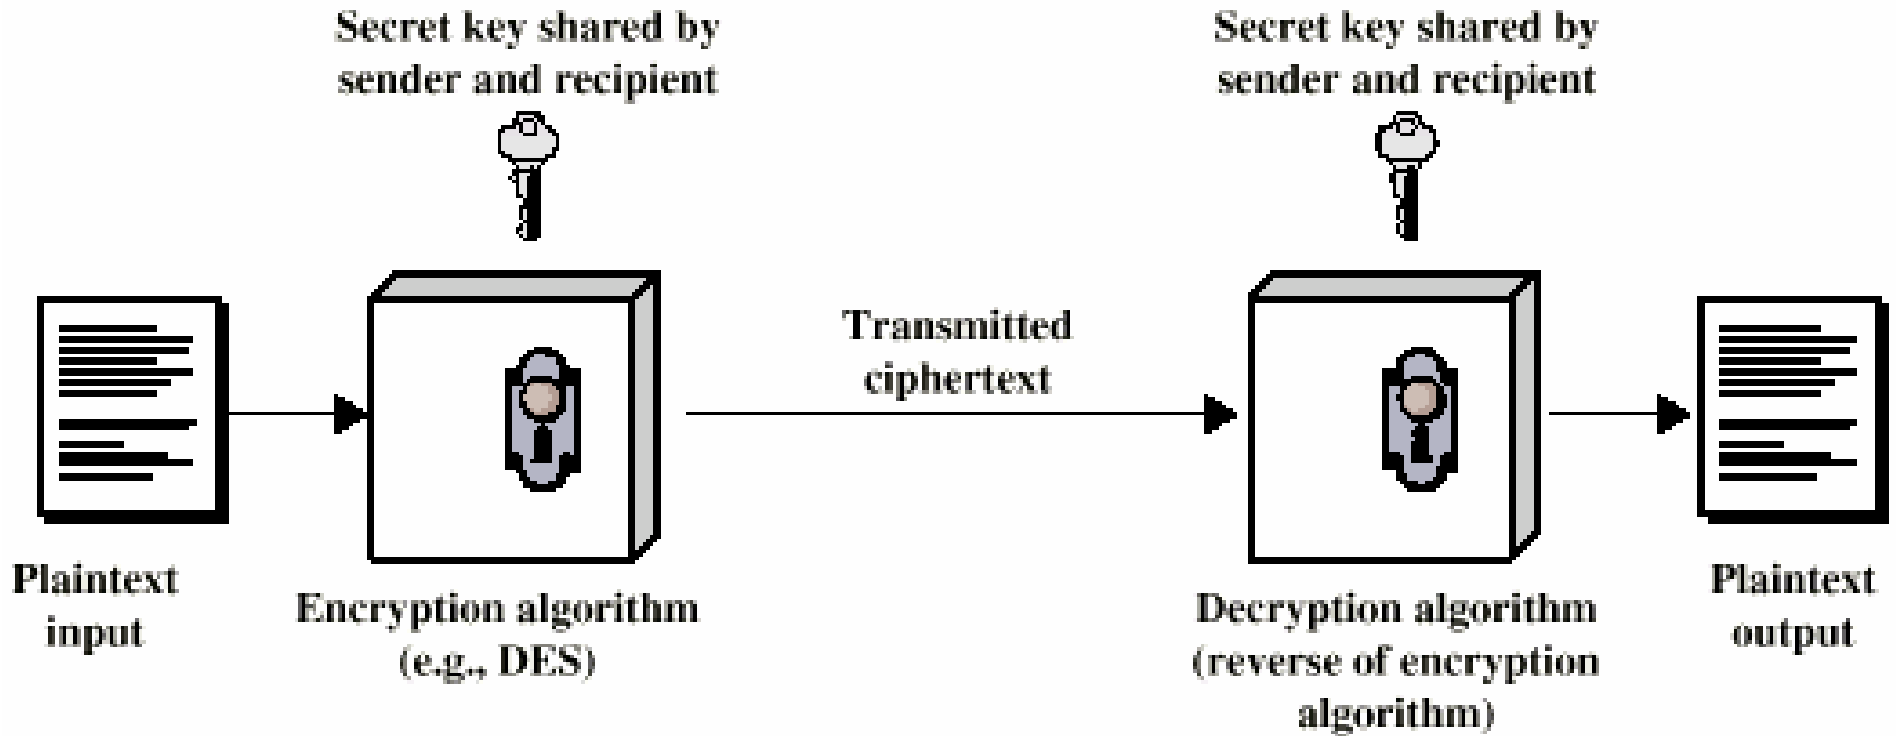 Secret key shared by
sender and recipient
Secret key shared by
sender and recipient
Transmitted
ciphertext
Plaintext
input
Encryption algorithm
(e.g., DES)
Decryption algorithm
(reverse of encryption
algorithm)
Plaintext
output